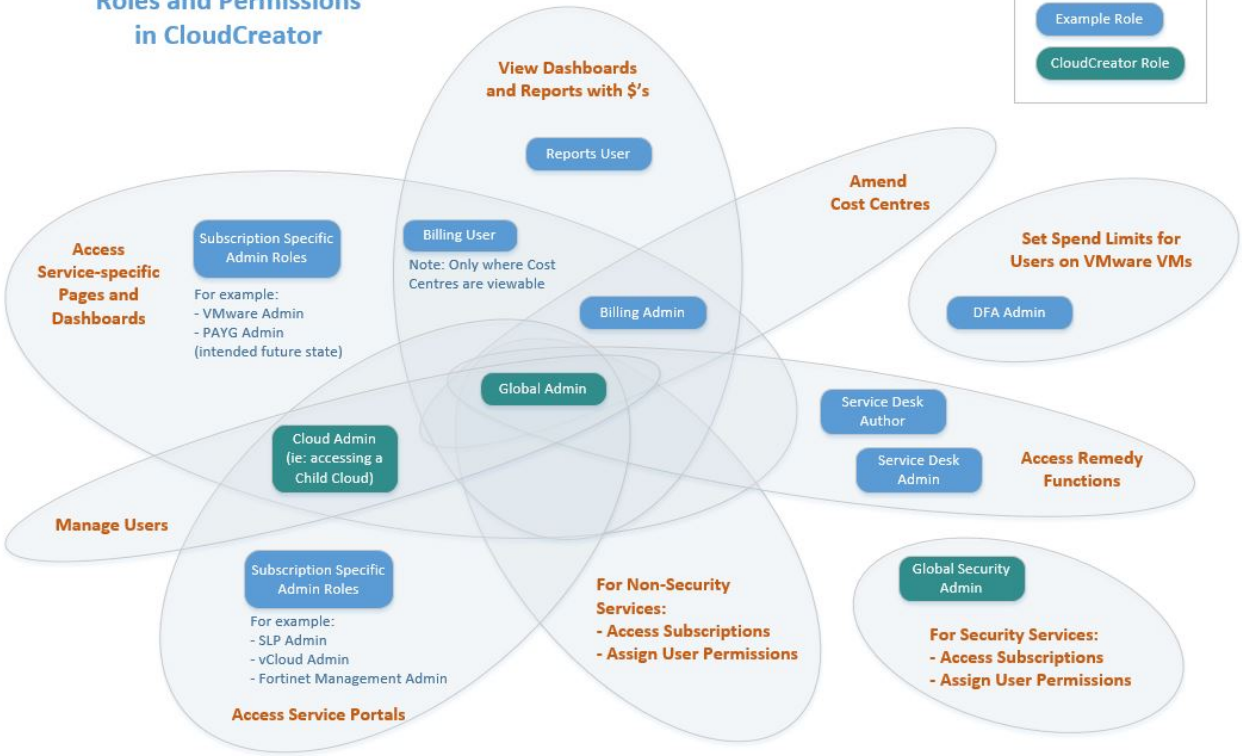 Roles and Permissions
in CloudCreator
Example Role
CloudCreator Role
View Dashboards
and Reports with $'s
Reports User
Amend
Cost Centres
Access
Service-specific
Pages and
Dashboards
Subscription Specific
Admin Roles
For example:
- VMware Admin
- PAYG Admin
(intended future state)
Billing User
Note: Only where Cost
Centres are viewable
Billing Admin
Set Spend Limits for
Users on VMware VMs
DFA Admin
Global Admin
Service Desk
Author
Service Desk
Admin
Access Remedy
Functions
Cloud Admin
(ie: accessing a
Child Cloud)
Manage Users
Subscription Specific
Admin Roles
For example:
- SLP Admin
- vCloud Admin
- Fortinet Management Admin
Access Service Portals
For Non-Security
Services:
- Access Subscriptions
- Assign User Permissions
Global Security
Admin
For Security Services:
- Access Subscriptions
- Assign User Permissions